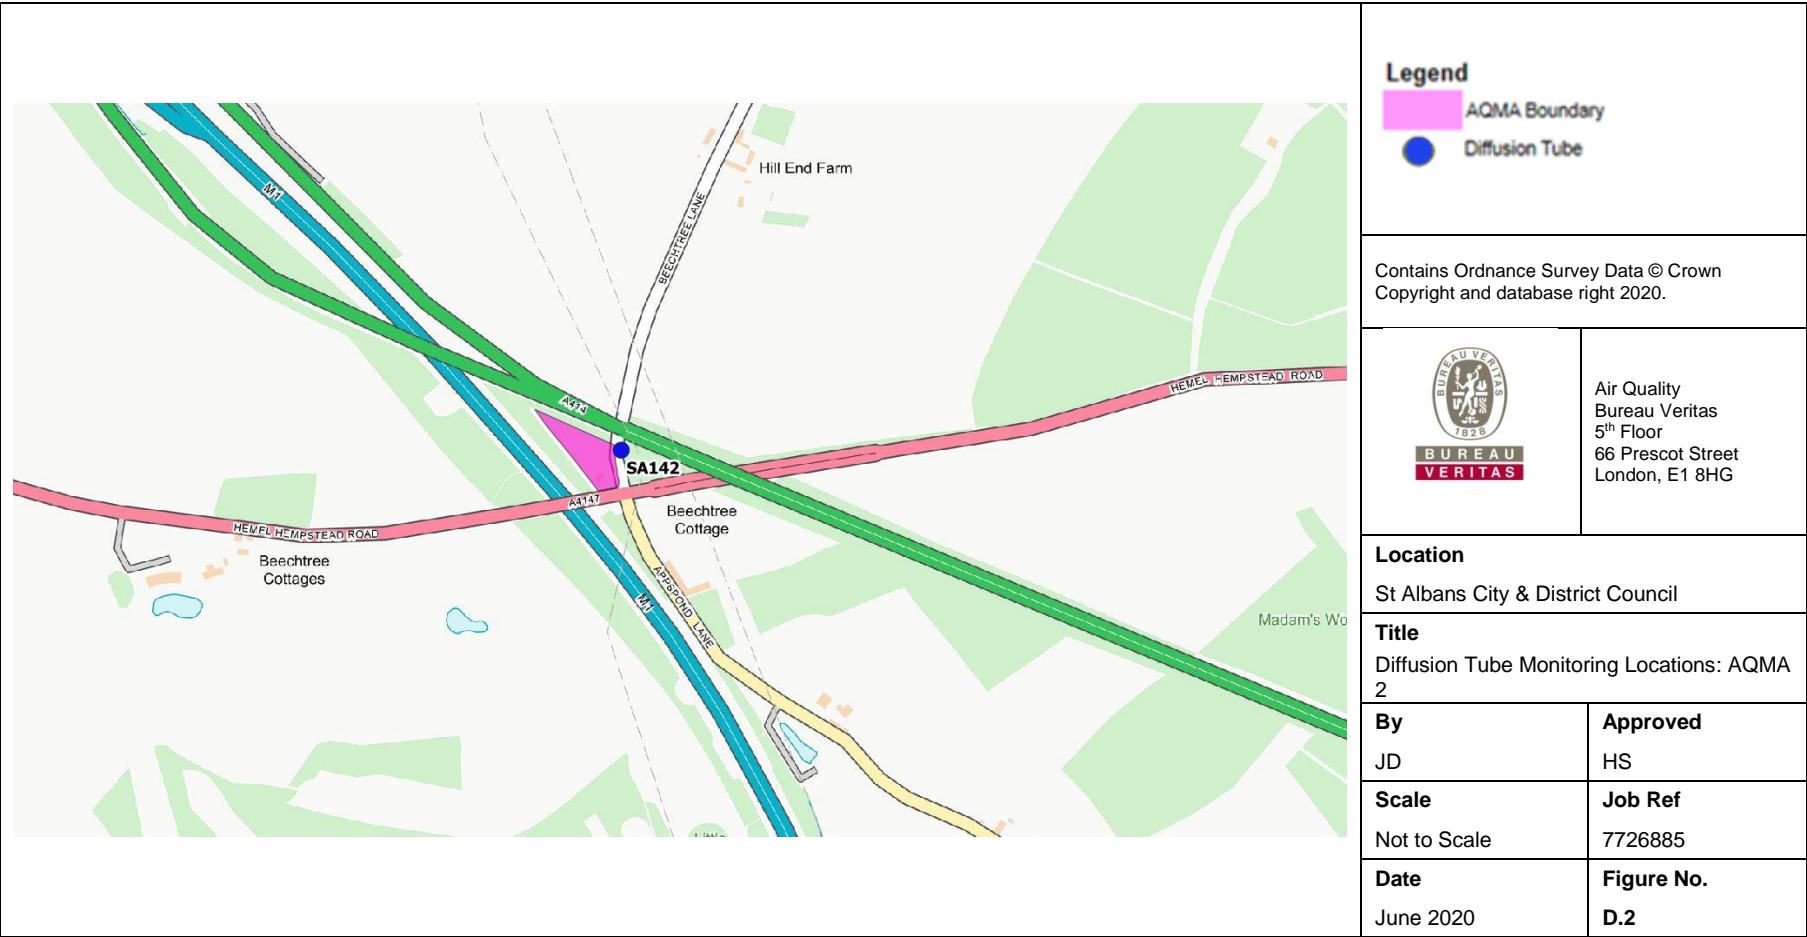 M1
Hill End Farm
BEECHTREE LANE
HEMEL HEMPSTEAD ROAD
A414
SA142
A4147
Beechtree
Cottage
HEMEL HEMPSTEAD ROAD
Beechtree
Cottages
APPSPOND LANE
M1
Madam's Wo
Legend
AQMA Boundary
Diffusion Tube
Contains Ordnance Survey Data © Crown
Copyright and database right 2020.
BUREAU VERITAS
1828
BUREAU
VERITAS
Air Quality
Bureau Veritas
5th Floor
66 Prescot Street
London, E1 8HG
Location
St Albans City & District Council
Title
Diffusion Tube Monitoring Locations: AQMA
2
By
Approved
JD
HS
Scale
Job Ref
Not to Scale
7726885
Date
Figure No.
June 2020
D.2